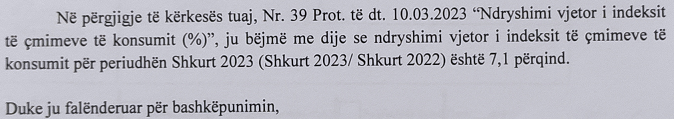 Në përgjigje të kërkesës tuaj, Nr. 39 Prot. të dt. 10.03.2023 “Ndryshimi vjetor i indeksit
të çmimeve të konsumit (%)”, ju bëjmë me dije se ndryshimi vjetor i indeksit të çmimeve të
konsumit për periudhën Shkurt 2023 (Shkurt 2023/ Shkurt 2022) është 7,1 përqind.
Duke ju falënderuar për bashkëpunimin,